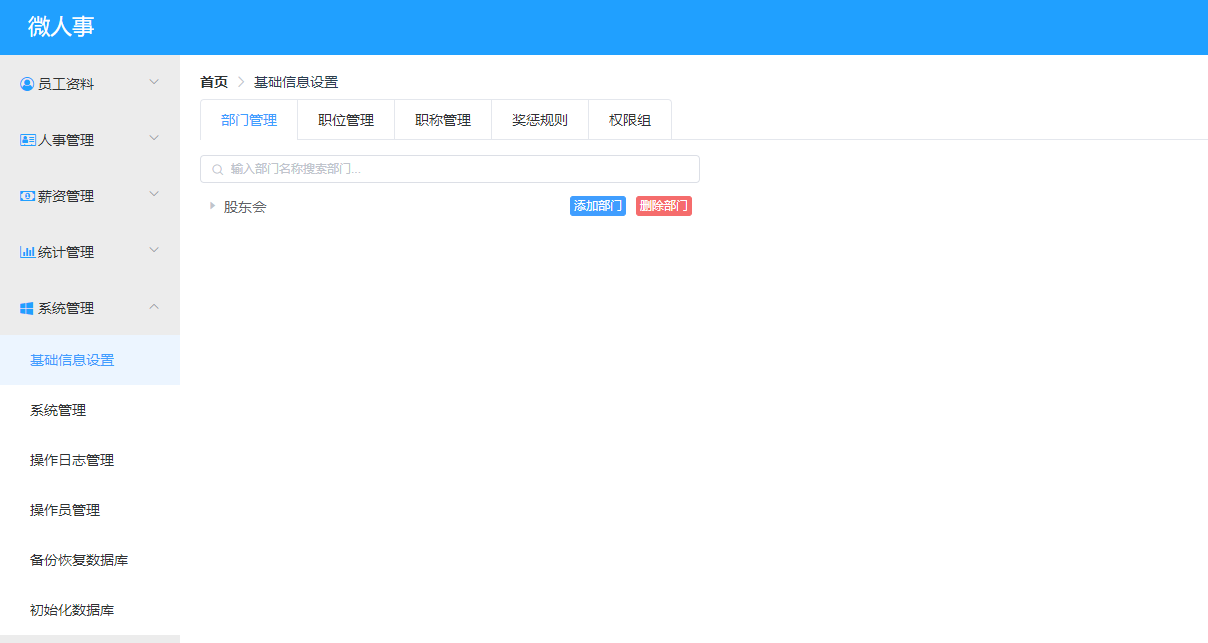 微人事
员工资料
人事管理
薪资管理
统计管理
系统管理
基础信息设置
系统管理
操作日志管理
操作员管理
备份恢复数据库
初始化数据库
首页 基础信息设置
部门管理 职位管理 职称管理 奖惩规则 权限组
输入部门名称搜索部门...
股东会 添加部门 删除部门